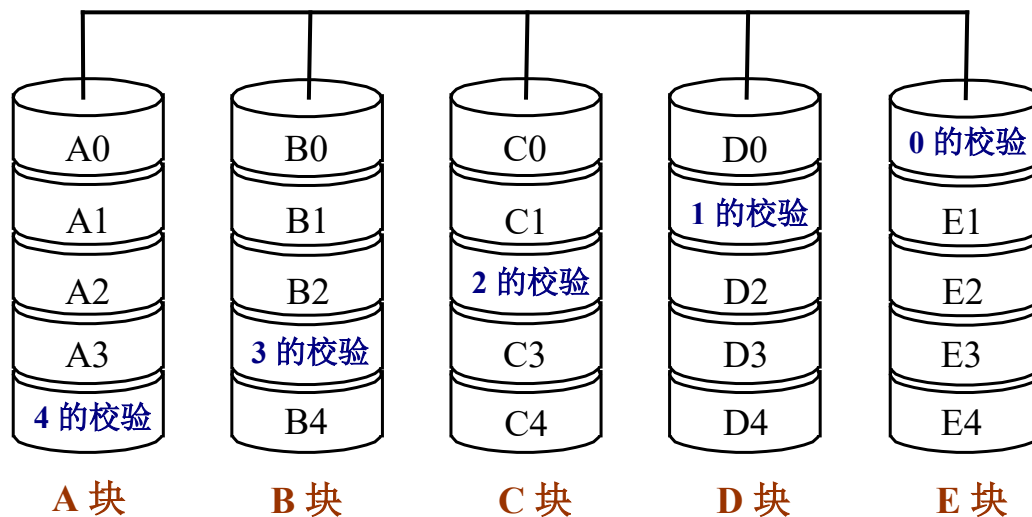 A0 B0 C0 D0 0 的校验
A1 B1 C1 1 的校验 E1
A2 B2 2 的校验 D2 E2
A3 3 的校验 C3 D3 E3
4 的校验 B4 C4 D4 E4
A 块 B 块 C 块 D 块 E 块